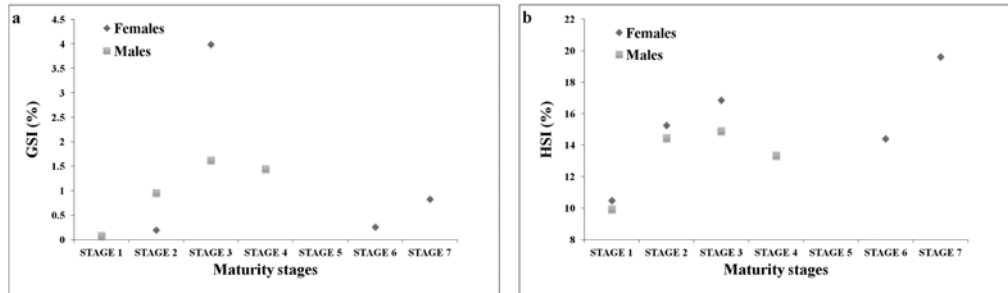 a
4.5
4
3.5
3
2.5
2
1.5
1
0.5
0
GSI (%)
Females
Males
STAGE 1 STAGE 2 STAGE 3 STAGE 4 STAGE 5 STAGE 6 STAGE 7
Maturity stages
b
22
20
18
16
14
12
10
8
HSI (%)
Females
Males
STAGE 1 STAGE 2 STAGE 3 STAGE 4 STAGE 5 STAGE 6 STAGE 7
Maturity stages